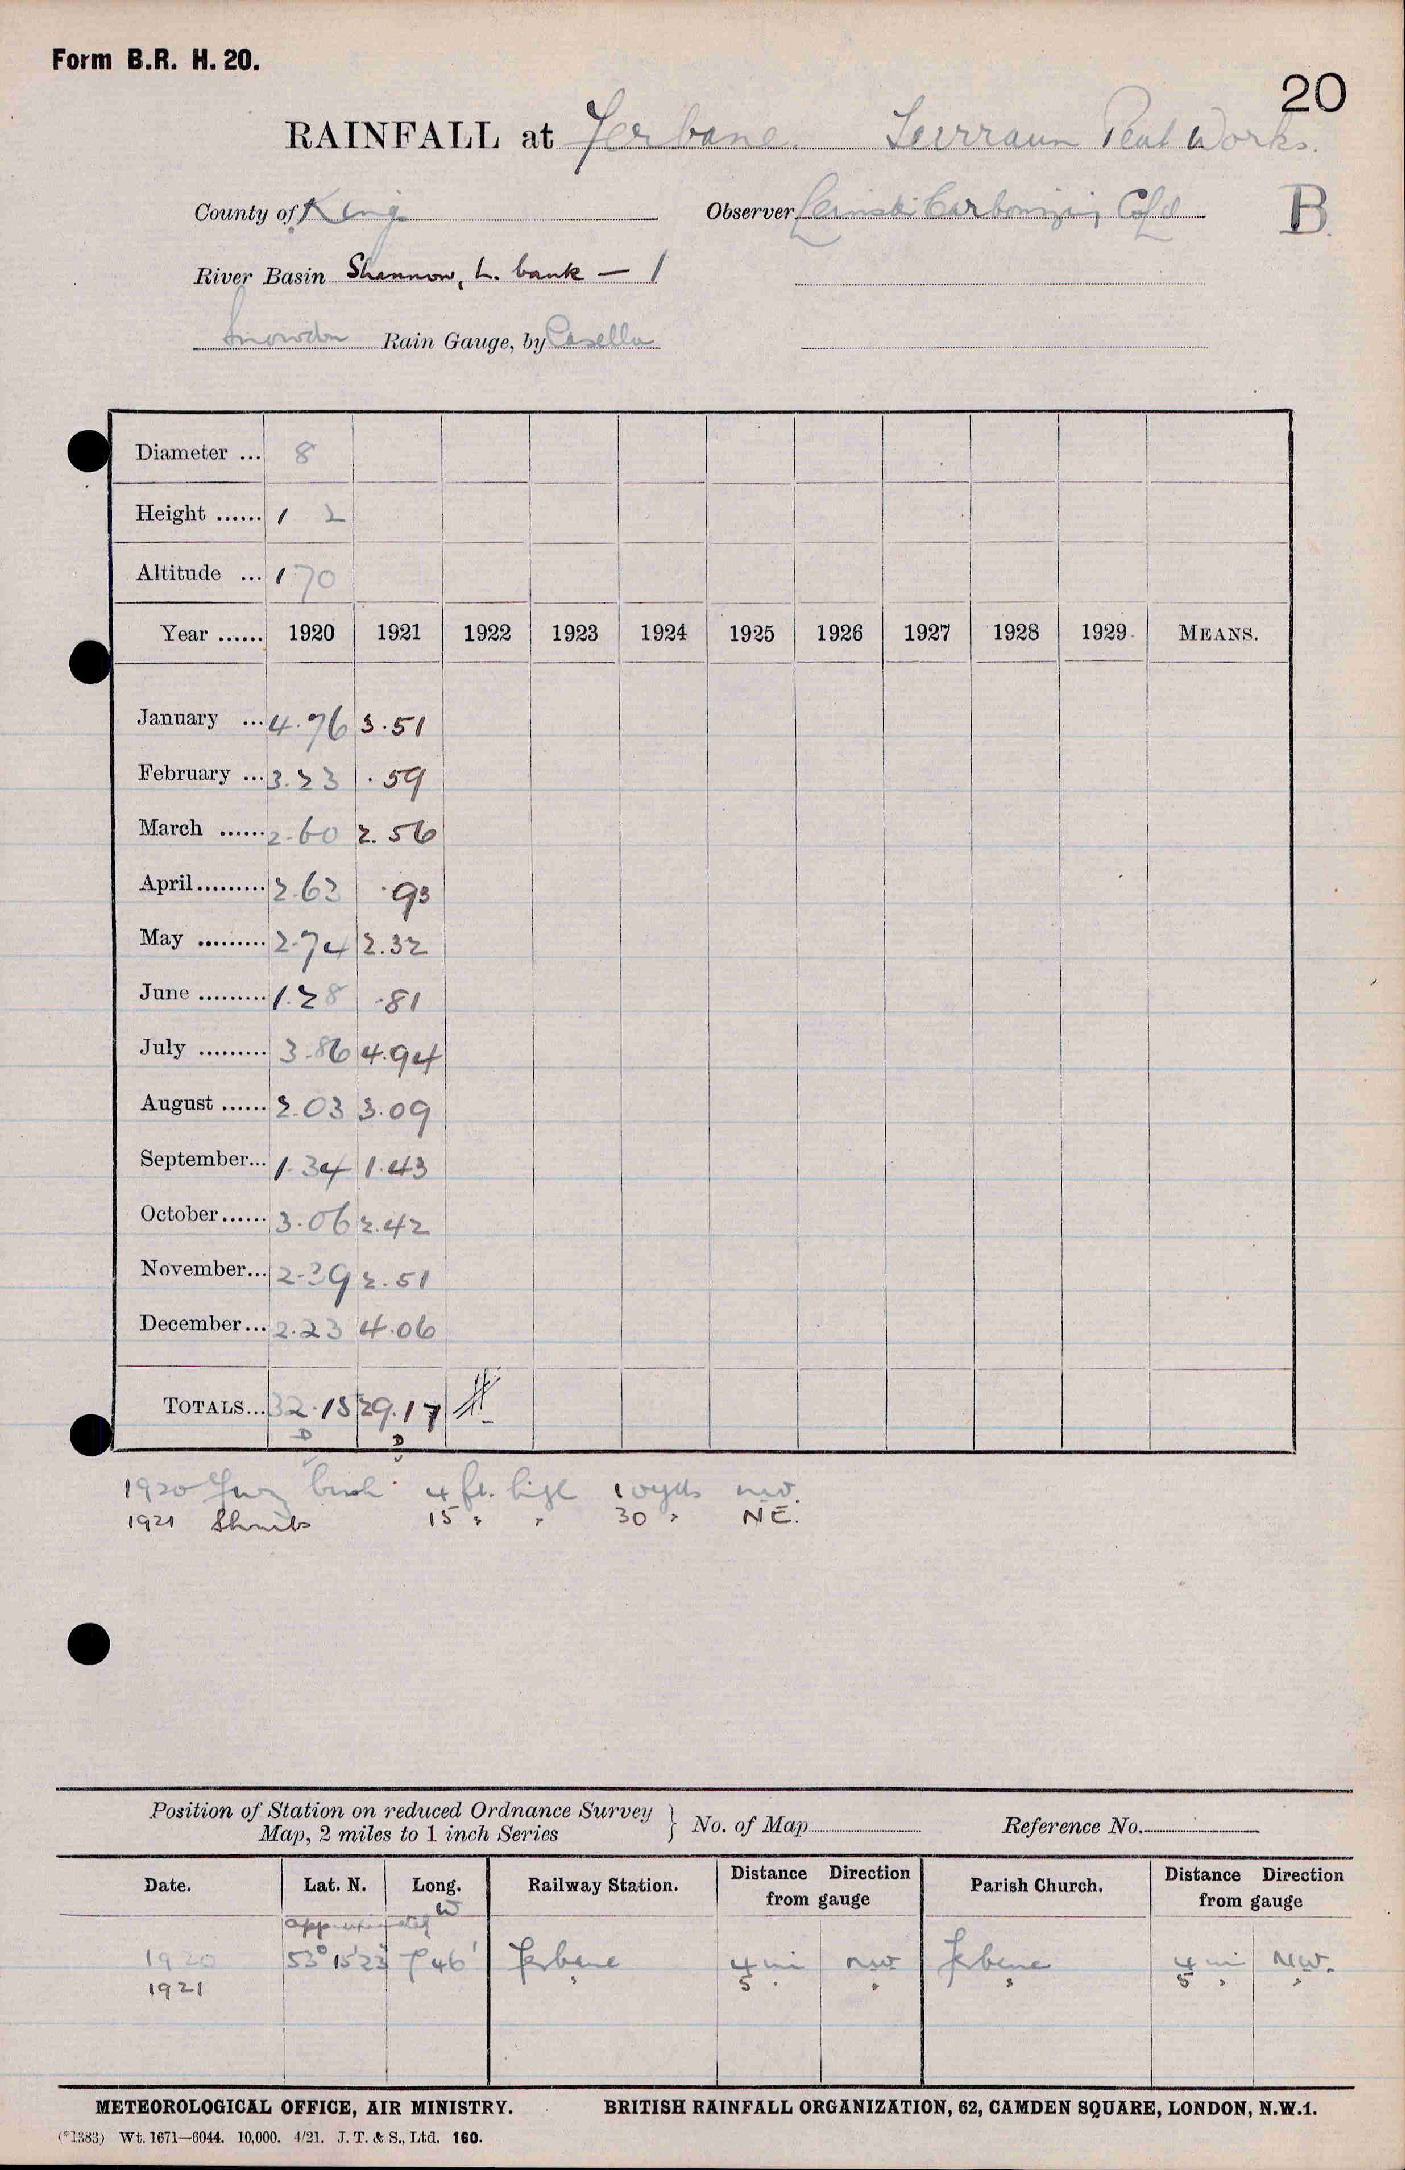 Form B.R. H. 20.
20
RAINFALL at Ferbane. Turraun Peat Works.
County of Kings Observer Leinster Carbonizing Co Ld B
River Basin Shannon, L. bank — 1
Snowdon Rain Gauge, by Casella
Diameter ... 8
Height ...... 1 2
Altitude ... 170
Year ...... 1920 1921 1922 1923 1924 1925 1926 1927 1928 1929 MEANS.
January ... 4.76 3.51
February ... 3.23 .59
March ...... 2.60 2.56
April ......... 2.63 .93
May ......... 2.74 2.32
June ......... 1.28 .81
July ......... 3.86 4.94
August ...... 2.03 3.09
September... 1.34 1.43
October ...... 3.06 2.42
November... 2.39 2.51
December ... 2.23 4.06
TOTALS... 32.15 29.17
D D
1920 Furz bush 4 ft. high 10 yds NW.
1921 Shrubs 15 " " 30 " NE.
Position of Station on reduced Ordnance Survey Map, 2 miles to 1 inch Series } No. of Map Reference No.
Date. Lat. N. Long. W Railway Station. Distance Direction from gauge Parish Church. Distance Direction from gauge
approximately
1920 53° 15' 23" 7° 46' Ferbane 4 mi NW Ferbane 4 mi NW.
1921 " 5 " " " 5 " "
METEOROLOGICAL OFFICE, AIR MINISTRY. BRITISH RAINFALL ORGANIZATION, 62, CAMDEN SQUARE, LONDON, N.W.1.
(*1383) Wt. 1671—6044. 10,000. 4/21. J. T. & S., Ltd. 160.